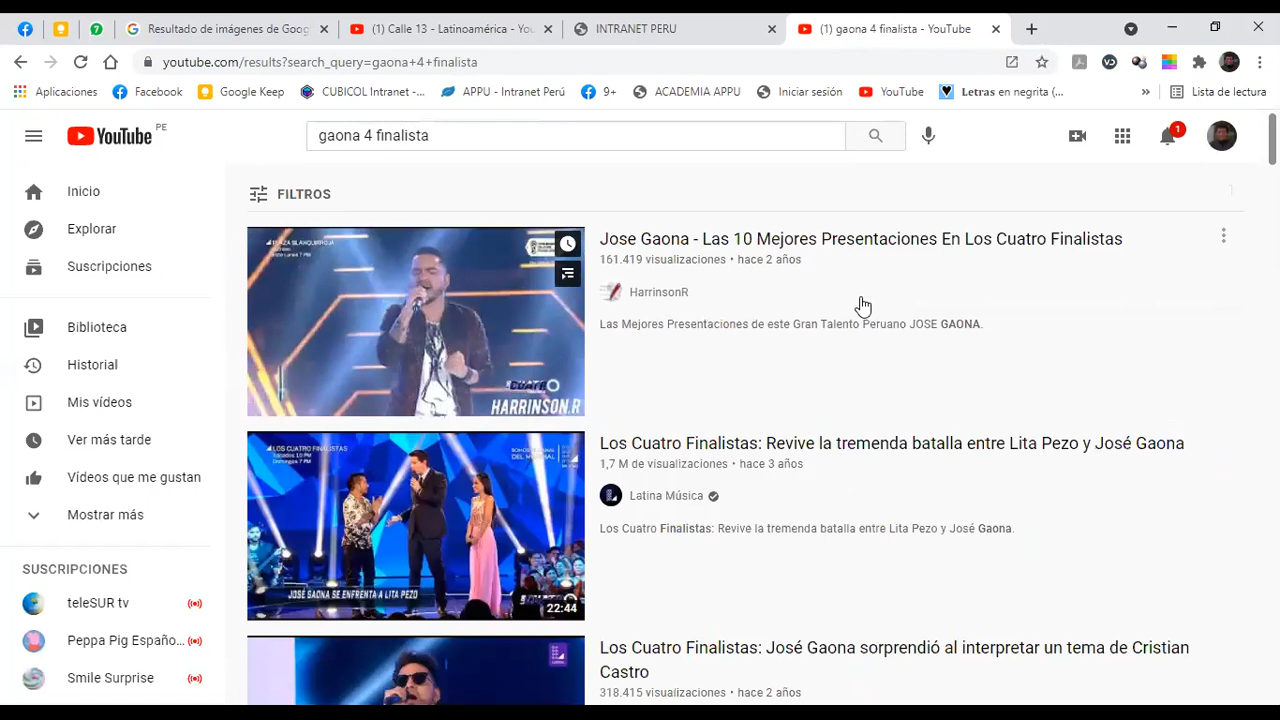 Resultado de imágenes de Goog
(1) Calle 13 - Latinoamérica - You
INTRANET PERU
(1) gaona 4 finalista - YouTube
youtube.com/results?search_query=gaona+4+finalista
Aplicaciones
Facebook
Google Keep
CUBICOL Intranet -...
APPU - Intranet Perú
9+
ACADEMIA APPU
Iniciar sesión
YouTube
Letras en negrita (...
»
Lista de lectura
YouTube PE
gaona 4 finalista
1
Inicio
Explorar
Suscripciones
Biblioteca
Historial
Mis vídeos
Ver más tarde
Vídeos que me gustan
Mostrar más
SUSCRIPCIONES
teleSUR tv
Peppa Pig Españo...
Smile Surprise
FILTROS
PLAZA BLANQUIRROJA
CUATRO
HARRINSON.R
Jose Gaona - Las 10 Mejores Presentaciones En Los Cuatro Finalistas
161.419 visualizaciones • hace 2 años
HarrinsonR
Las Mejores Presentaciones de este Gran Talento Peruano JOSE GAONA.
LOS CUATRO FINALISTAS
JOSÉ GAONA SE ENFRENTA A LITA PEZO
22:44
Los Cuatro Finalistas: Revive la tremenda batalla entre Lita Pezo y José Gaona
1,7 M de visualizaciones • hace 3 años
Latina Música
Los Cuatro Finalistas: Revive la tremenda batalla entre Lita Pezo y José Gaona.
Los Cuatro Finalistas: José Gaona sorprendió al interpretar un tema de Cristian
Castro
318.415 visualizaciones • hace 2 años